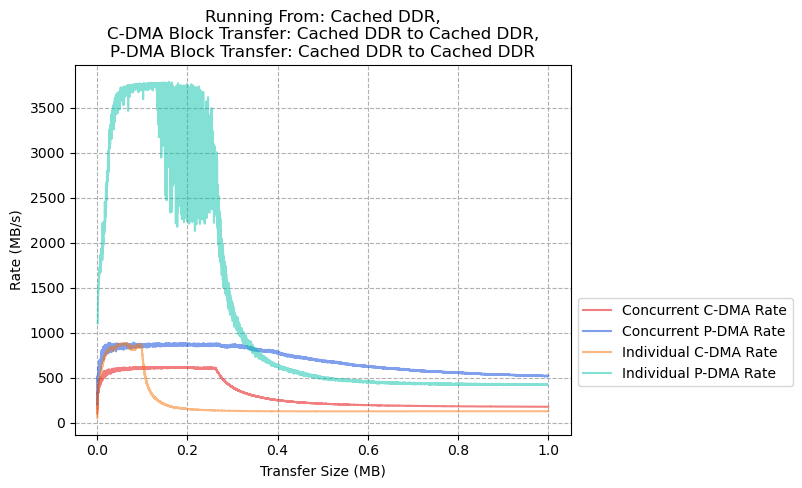 Running From: Cached DDR,
C-DMA Block Transfer: Cached DDR to Cached DDR,
P-DMA Block Transfer: Cached DDR to Cached DDR
3500
3000
2500
2000
1500
1000
500
0
Rate (MB/s)
0.0 0.2 0.4 0.6 0.8 1.0
Transfer Size (MB)
Concurrent C-DMA Rate
Concurrent P-DMA Rate
Individual C-DMA Rate
Individual P-DMA Rate